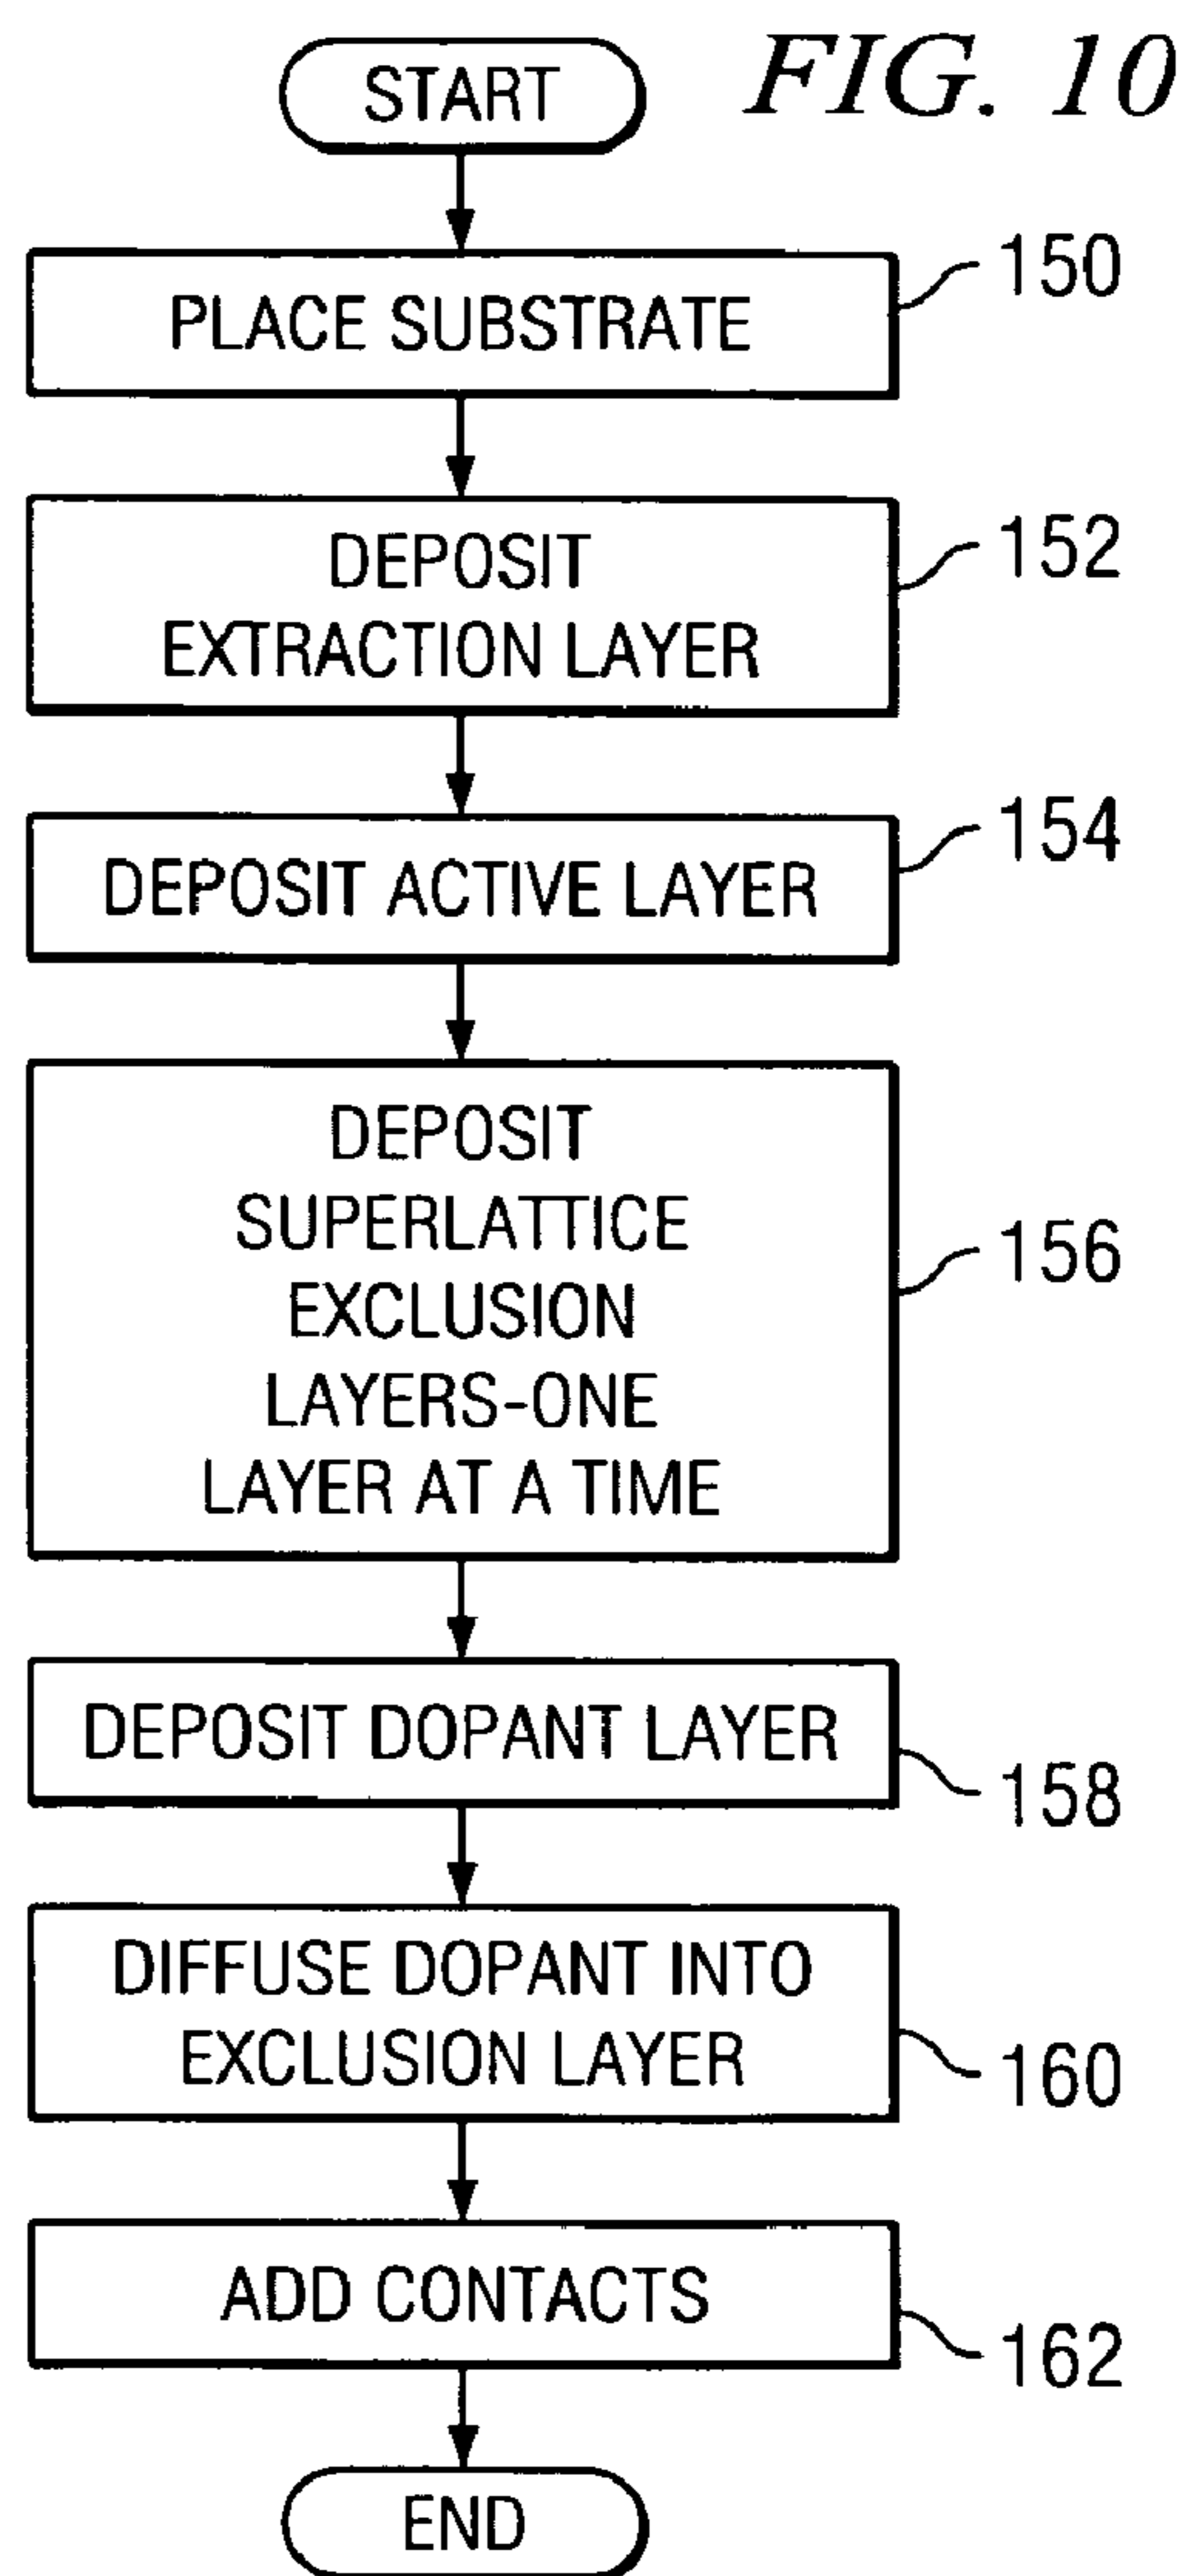 FIG. 10
START
PLACE SUBSTRATE
150
DEPOSIT
EXTRACTION LAYER
152
DEPOSIT ACTIVE LAYER
154
DEPOSIT
SUPERLATTICE
EXCLUSION
LAYERS-ONE
LAYER AT A TIME
156
DEPOSIT DOPANT LAYER
158
DIFFUSE DOPANT INTO
EXCLUSION LAYER
160
ADD CONTACTS
162
END